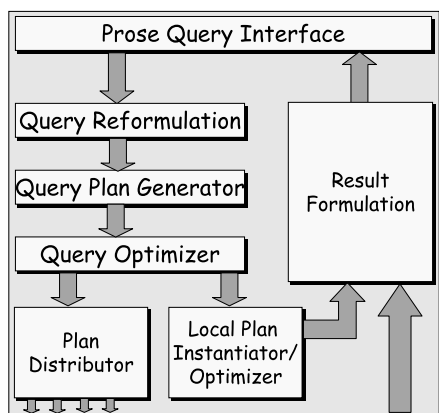 Prose Query Interface
Query Reformulation
Query Plan Generator
Query Optimizer
Result
Formulation
Plan
Distributor
Local Plan
Instantiator/
Optimizer